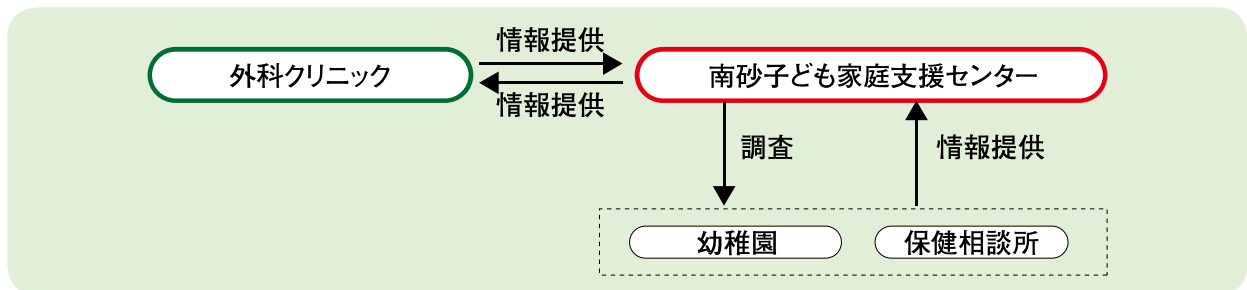 情報提供
外科クリニック
南砂子ども家庭支援センター
情報提供
調査
情報提供
幼稚園
保健相談所